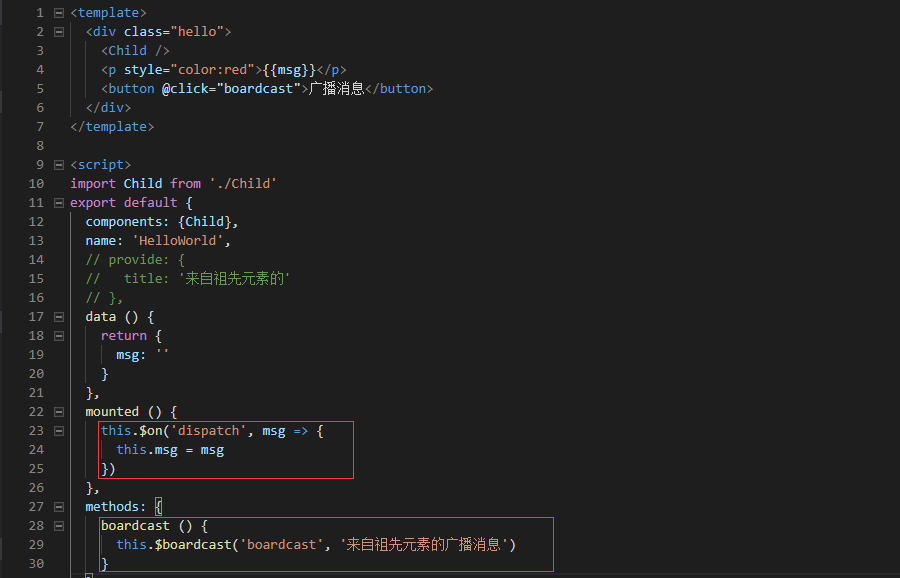 1 <template>
2 <div class="hello">
3 <Child />
4 <p style="color:red">{{msg}}</p>
5 <button @click="boardcast">广播消息</button>
6 </div>
7 </template>
8
9 <script>
10 import Child from './Child'
11 export default {
12 components: {Child},
13 name: 'HelloWorld',
14 // provide: {
15 //   title: '来自祖先元素的'
16 // },
17 data () {
18 return {
19 msg: ''
20 }
21 },
22 mounted () {
23 this.$on('dispatch', msg => {
24 this.msg = msg
25 })
26 },
27 methods: {
28 boardcast () {
29 this.$boardcast('boardcast', '来自祖先元素的广播消息')
30 }